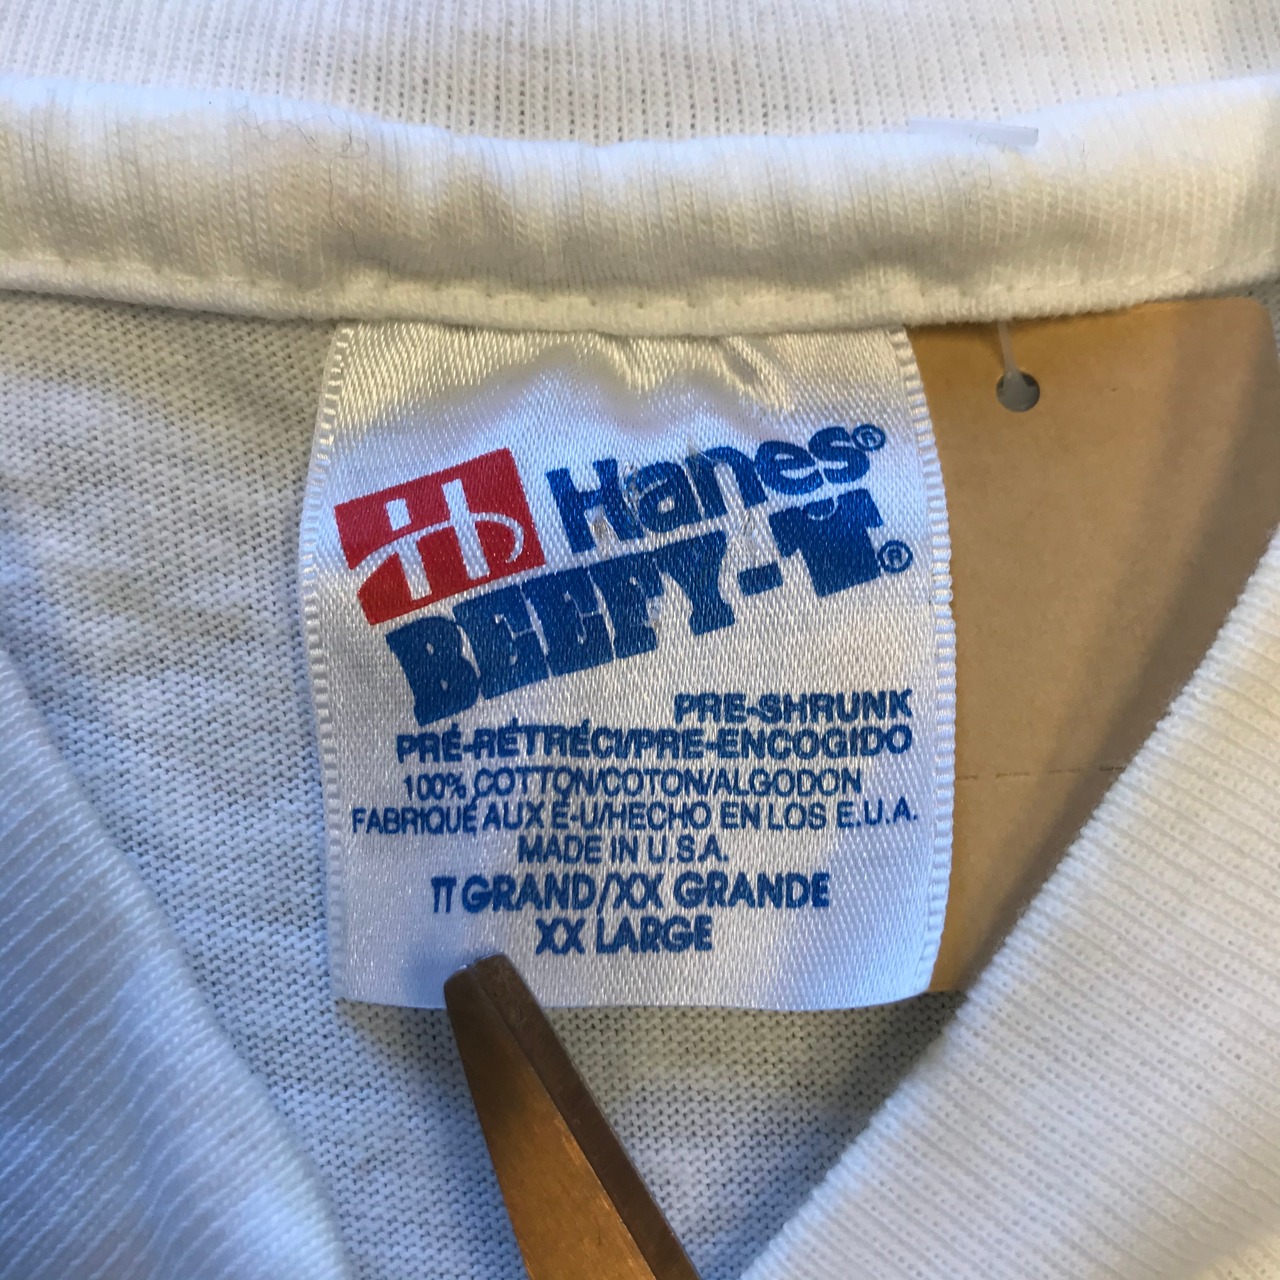 H Hanes®
BEEFY-T®
PRE-SHRUNK
PRÉ-RÉTRÉCI/PRE-ENCOGIDO
100% COTTON/COTON/ALGODON
FABRIQUÉ AUX É-U/HECHO EN LOS E.U.A.
MADE IN U.S.A.
TT GRAND/XX GRANDE
XX LARGE